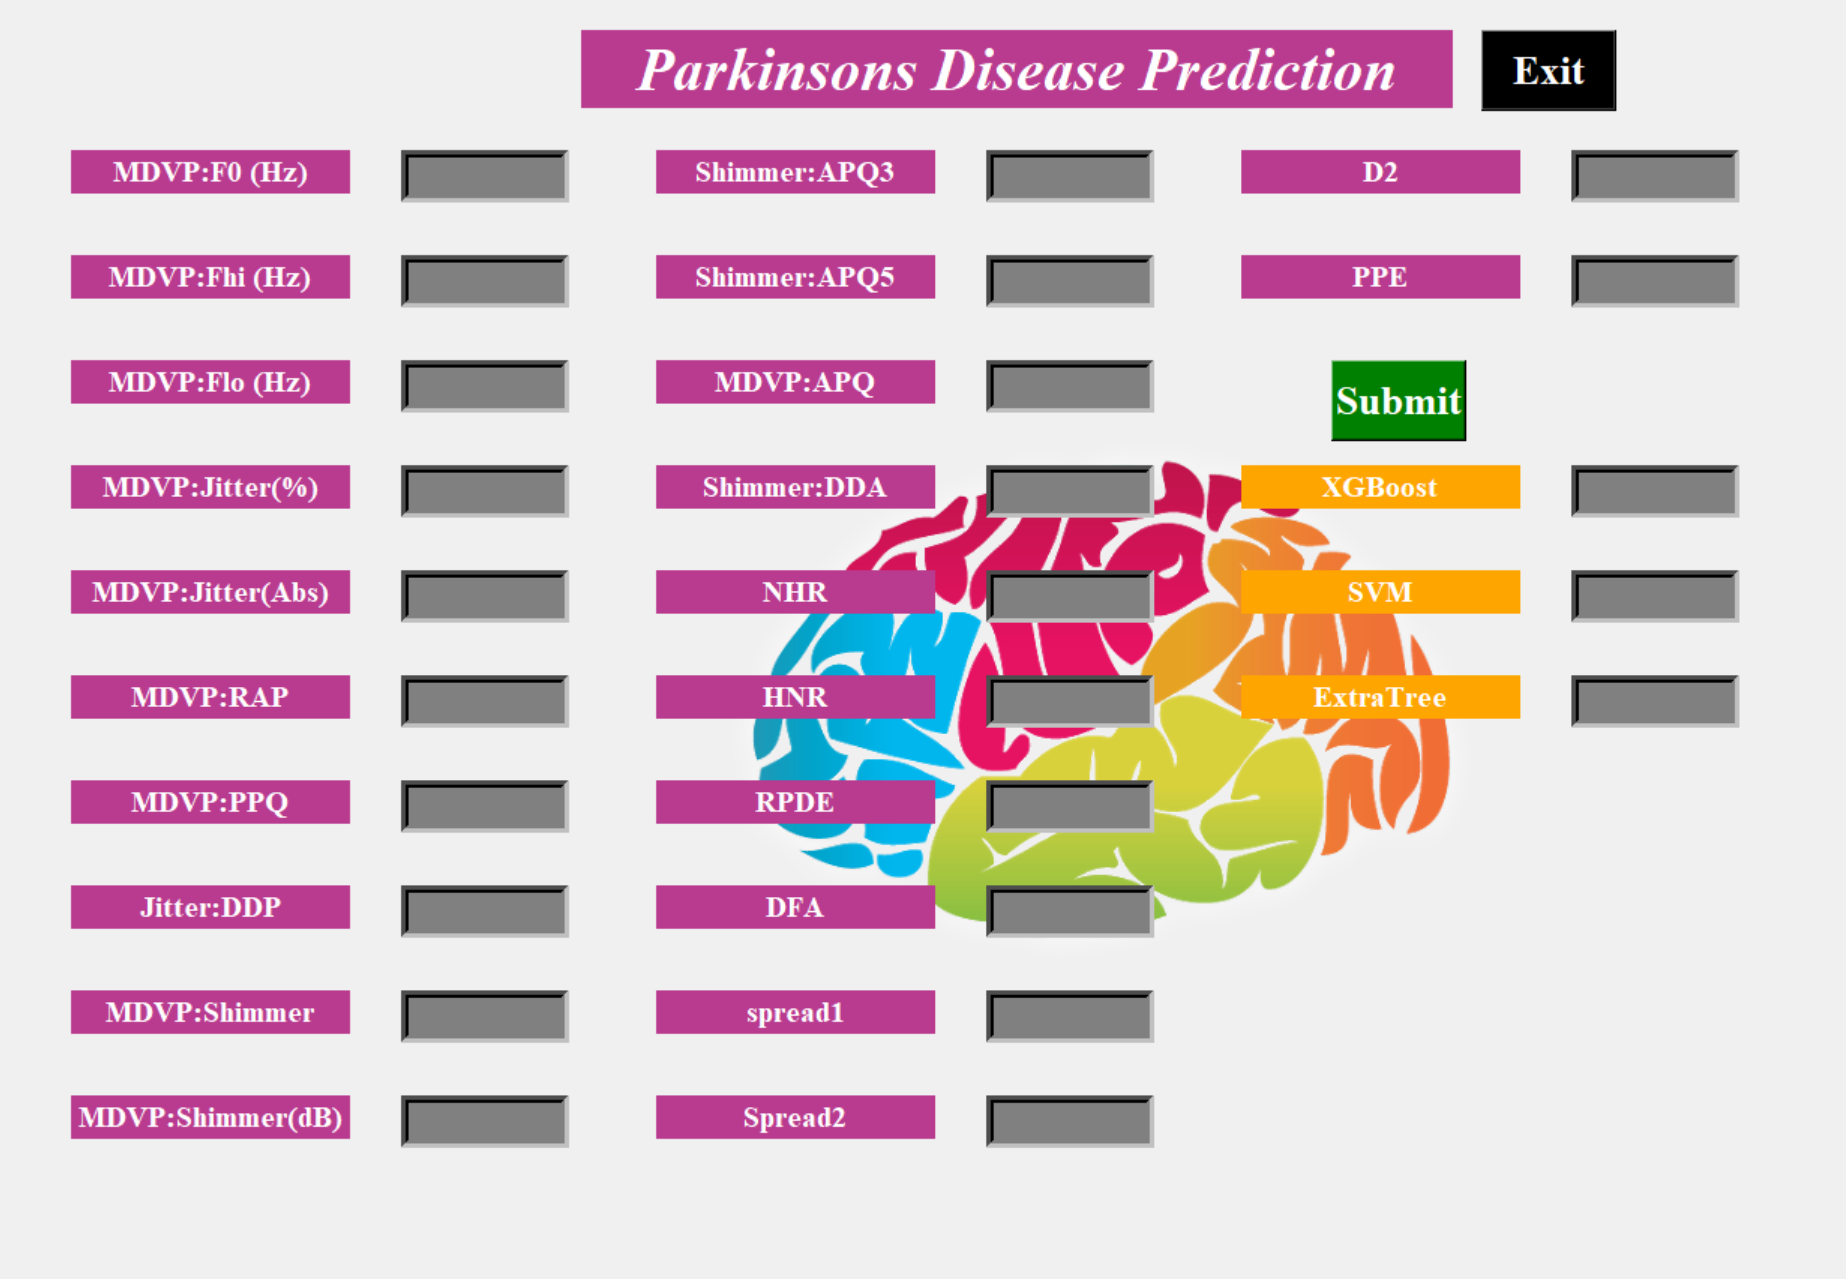 Parkinsons Disease Prediction
Exit
MDVP:F0 (Hz)
MDVP:Fhi (Hz)
MDVP:Flo (Hz)
MDVP:Jitter(%)
MDVP:Jitter(Abs)
MDVP:RAP
MDVP:PPQ
Jitter:DDP
MDVP:Shimmer
MDVP:Shimmer(dB)
Shimmer:APQ3
Shimmer:APQ5
MDVP:APQ
Shimmer:DDA
NHR
HNR
RPDE
DFA
spread1
Spread2
D2
PPE
Submit
XGBoost
SVM
ExtraTree